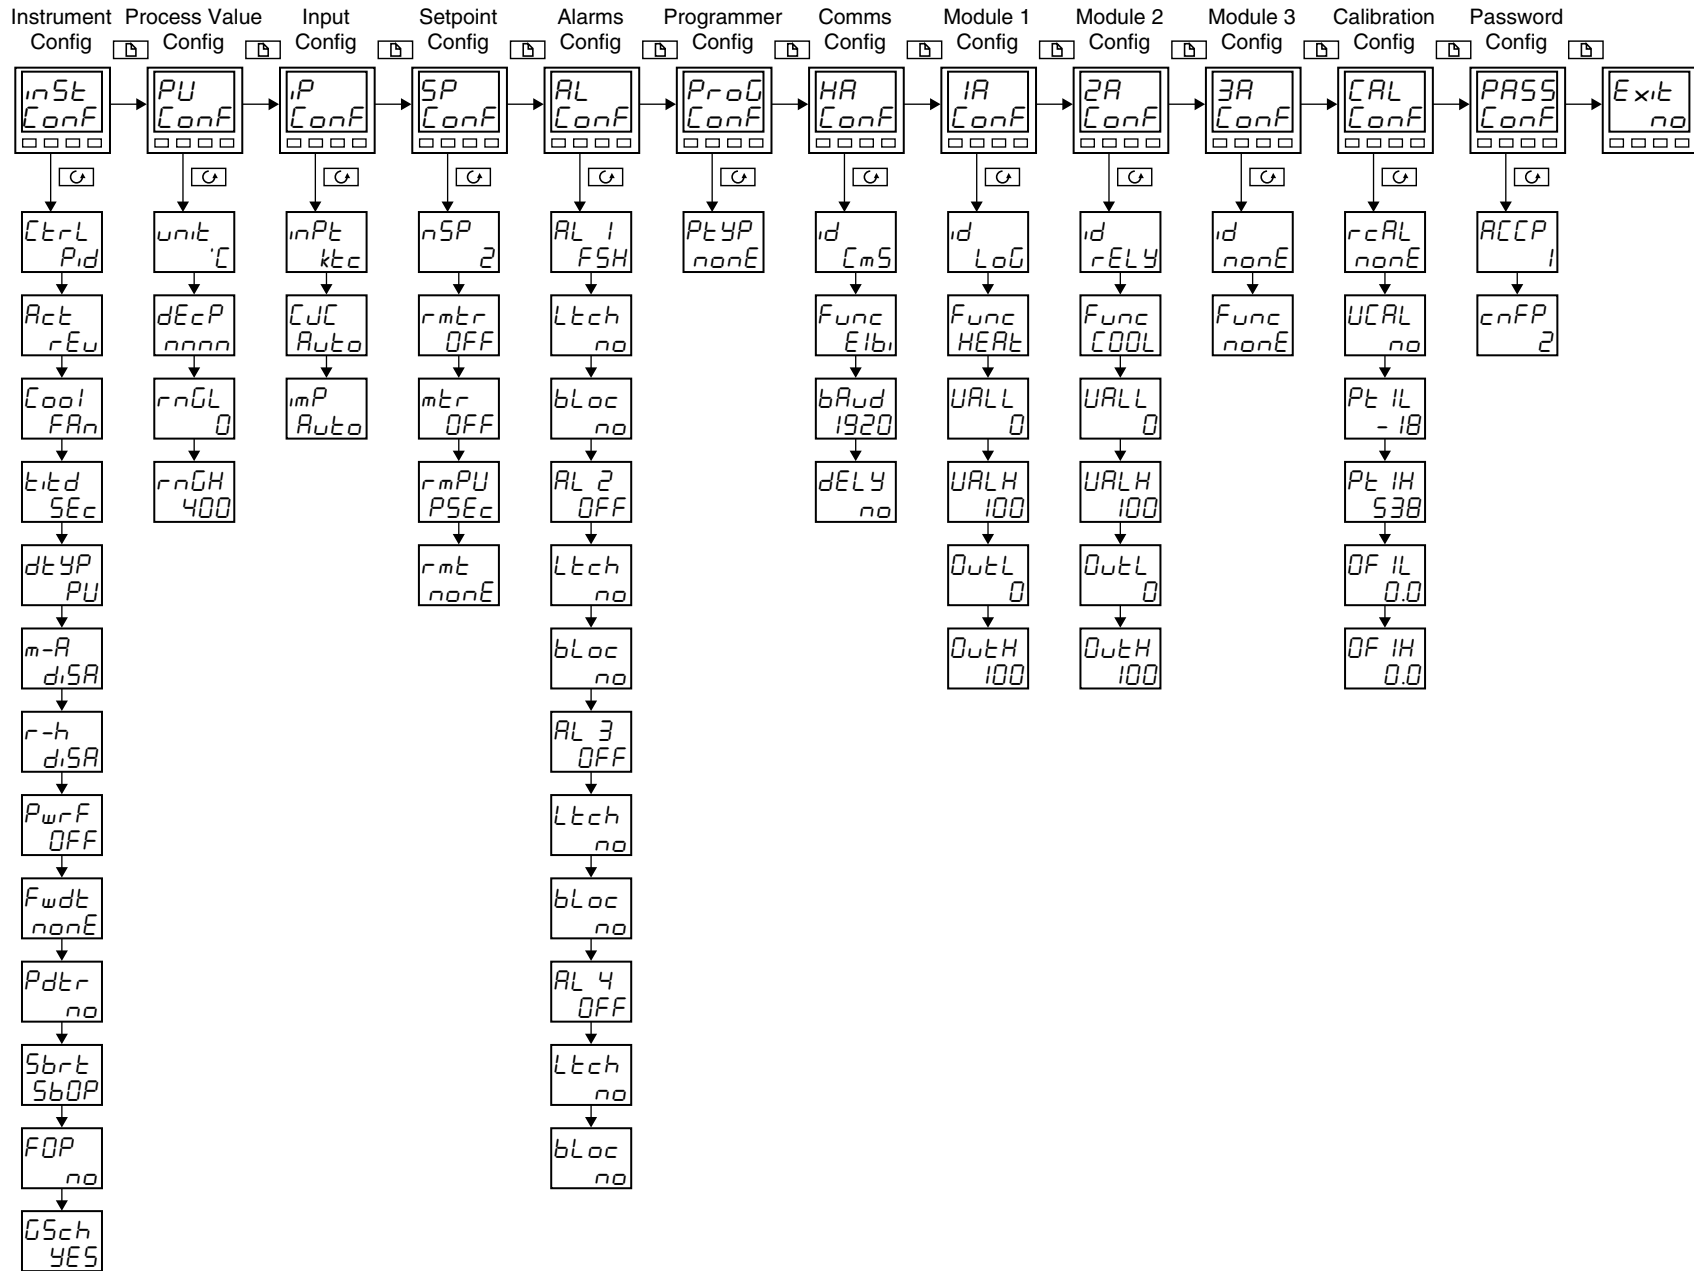 Instrument Config
Process Value Config
Input Config
Setpoint Config
Alarms Config
Programmer Config
Comms Config
Module 1 Config
Module 2 Config
Module 3 Config
Calibration Config
Password Config
inSt ConF
PV ConF
iP ConF
SP ConF
AL ConF
ProG ConF
HA ConF
1A ConF
2A ConF
3A ConF
CAL ConF
PASS ConF
Exit no
CtrL Pid
Act rEv
Cool FAn
titd SEc
dtYP PV
m-A diSA
r-h diSA
PwrF OFF
Fwdt nonE
Pdtr no
Sbrt SbOP
FOP no
GSch YES
unit °C
dEcP nnnn
rnGL 0
rnGH 400
inPt ktc
CJC Auto
imP Auto
nSP 2
rmtr OFF
mtr OFF
rmPU PSEc
rmt nonE
AL 1 FSH
Ltch no
bLoc no
AL 2 OFF
Ltch no
bLoc no
AL 3 OFF
Ltch no
bLoc no
AL 4 OFF
Ltch no
bLoc no
PtYP nonE
id CmS
Func EIbi
bAud 1920
dELY no
id LoG
Func HEAt
VALL 0
VALH 100
OutL 0
OutH 100
id rELY
Func COOL
VALL 0
VALH 100
OutL 0
OutH 100
id nonE
Func nonE
rcAL nonE
UCAL no
Pt 1L -18
Pt 1H 538
OF 1L 0.0
OF 1H 0.0
ACCP 1
cnFP 2